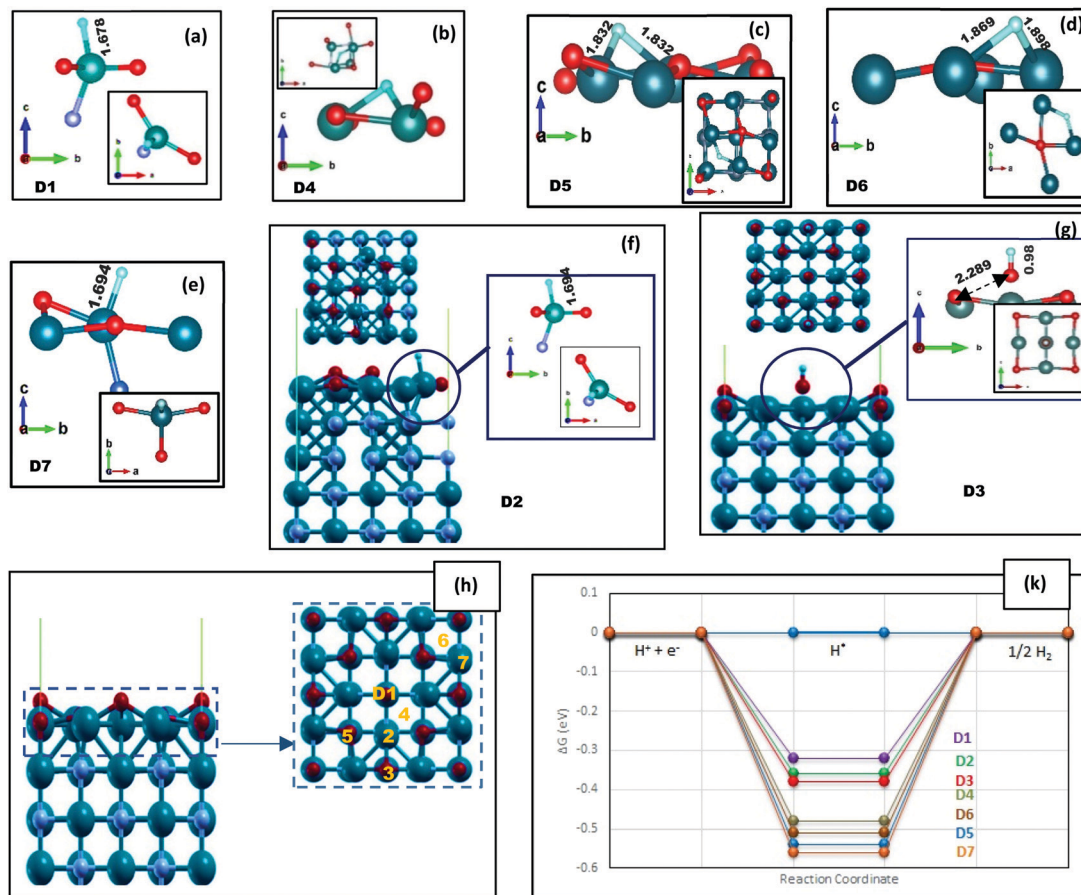 (a)
1.678
c
b
b
a
D1
(b)
c
b
D4
(c)
1.832
1.832
c
a
b
D5
(d)
1.869
1.898
c
a
b
b
a
D6
(e)
1.694
c
a
b
b
c
a
D7
(f)
1.694
c
b
b
D2
(g)
2.289
0.98
c
b
D3
(h)
6
7
D1
4
5
2
3
(k)
0.1
0
-0.1
-0.2
-0.3
-0.4
-0.5
-0.6
ΔG (eV)
H+ + e-
H*
1/2 H2
D1
D2
D3
D4
D6
D5
D7
Reaction Coordinate